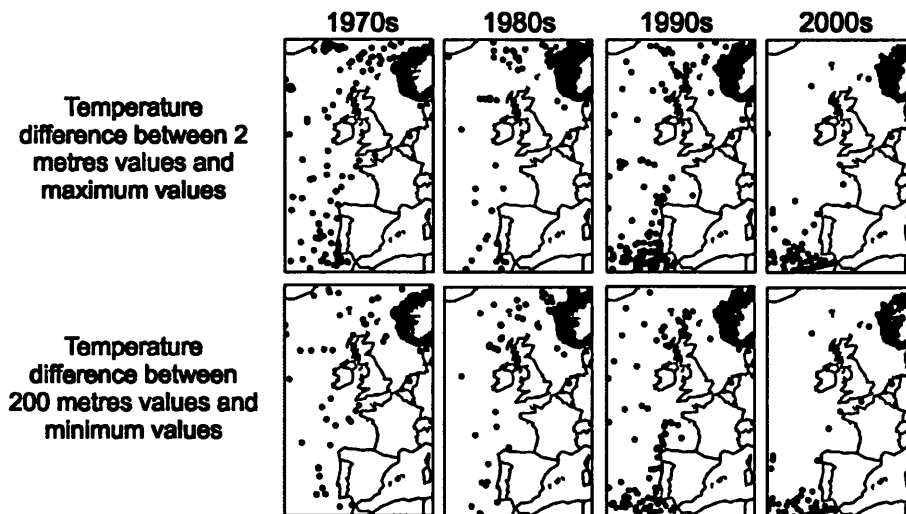 1970s
1980s
1990s
2000s
Temperature
difference between 2
metres values and
maximum values
Temperature
difference between
200 metres values and
minimum values